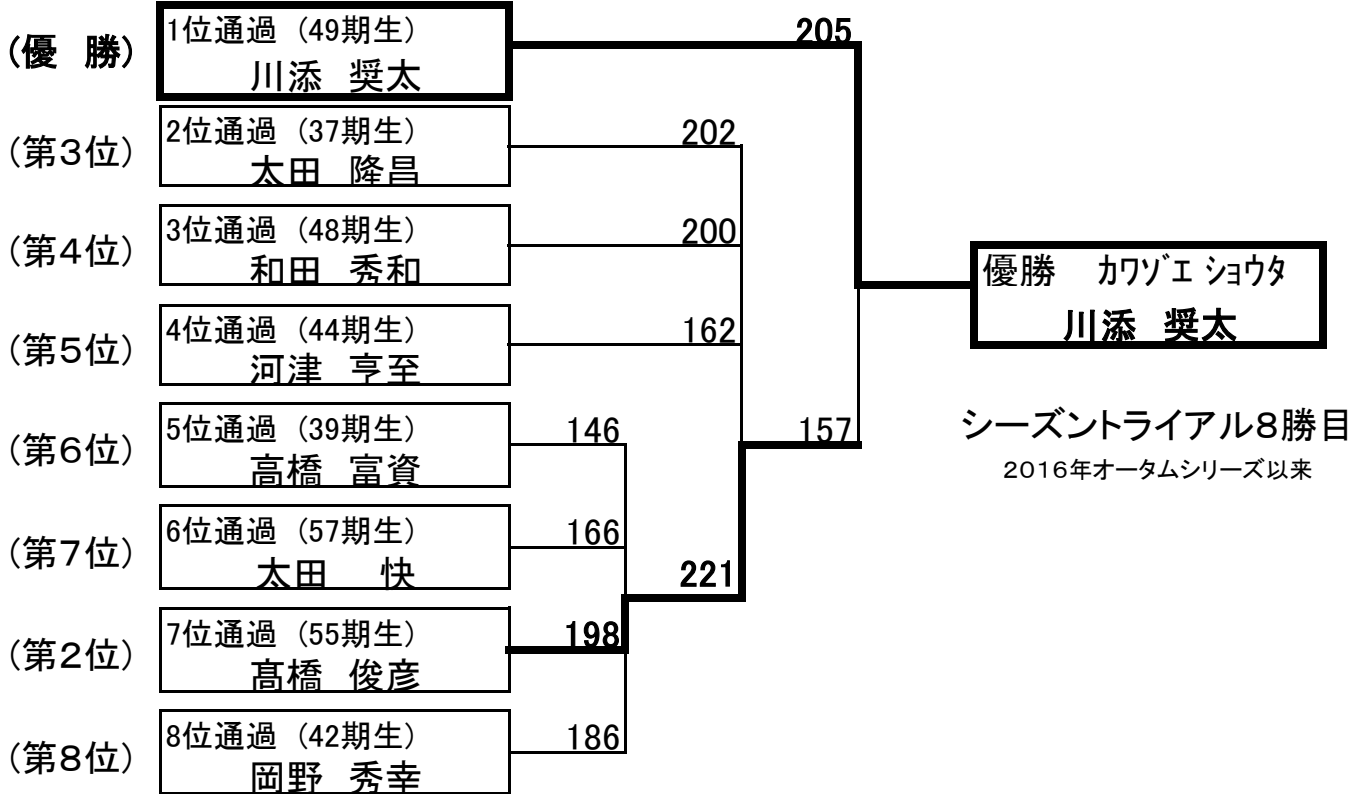 (優　勝)
1位通過 (49期生)
川添　奨太
205
(第3位)
2位通過 (37期生)
太田　隆昌
202
(第4位)
3位通過 (48期生)
和田　秀和
200
(第5位)
4位通過 (44期生)
河津　亨至
162
(第6位)
5位通過 (39期生)
高橋　富資
146
(第7位)
6位通過 (57期生)
太田　快
166
(第2位)
7位通過 (55期生)
髙橋　俊彦
198
(第8位)
8位通過 (42期生)
岡野　秀幸
186
221
157
優勝　ｶﾜｿﾞｴ ｼｮｳﾀ
川添　奨太
シーズントライアル8勝目
2016年オータムシリーズ以来